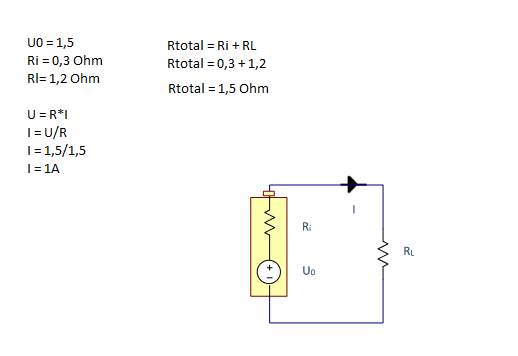 U0 = 1,5
Ri = 0,3 Ohm
Rl= 1,2 Ohm
U = R*I
I = U/R
I = 1,5/1,5
I = 1A
Rtotal = Ri + RL
Rtotal = 0,3 + 1,2
Rtotal = 1,5 Ohm
I
Ri
RL
U0